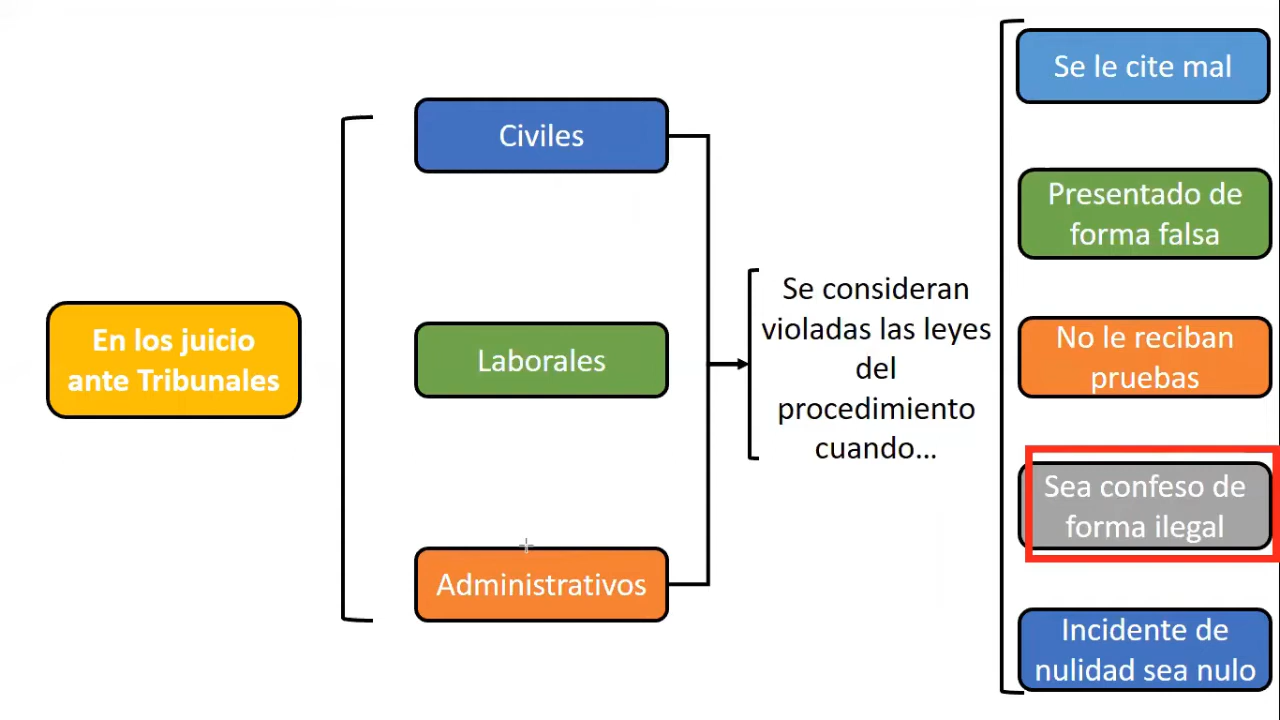 En los juicio
ante Tribunales
Civiles
Laborales
Administrativos
Se consideran
violadas las leyes
del
procedimiento
cuando...
Se le cite mal
Presentado de
forma falsa
No le reciban
pruebas
Sea confeso de
forma ilegal
Incidente de
nulidad sea nulo